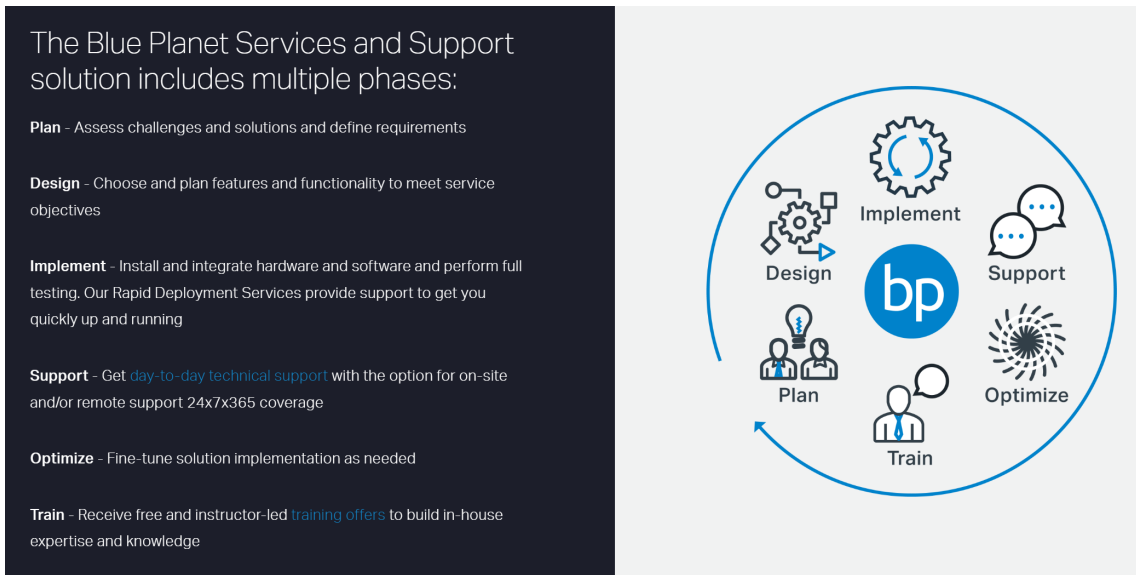 The Blue Planet Services and Support
solution includes multiple phases:
Plan - Assess challenges and solutions and define requirements
Design - Choose and plan features and functionality to meet service
objectives
Implement - Install and integrate hardware and software and perform full
testing. Our Rapid Deployment Services provide support to get you
quickly up and running
Support - Get day-to-day technical support with the option for on-site
and/or remote support 24x7x365 coverage
Optimize - Fine-tune solution implementation as needed
Train - Receive free and instructor-led training offers to build in-house
expertise and knowledge
Implement
Design
Support
bp
Plan
Optimize
Train